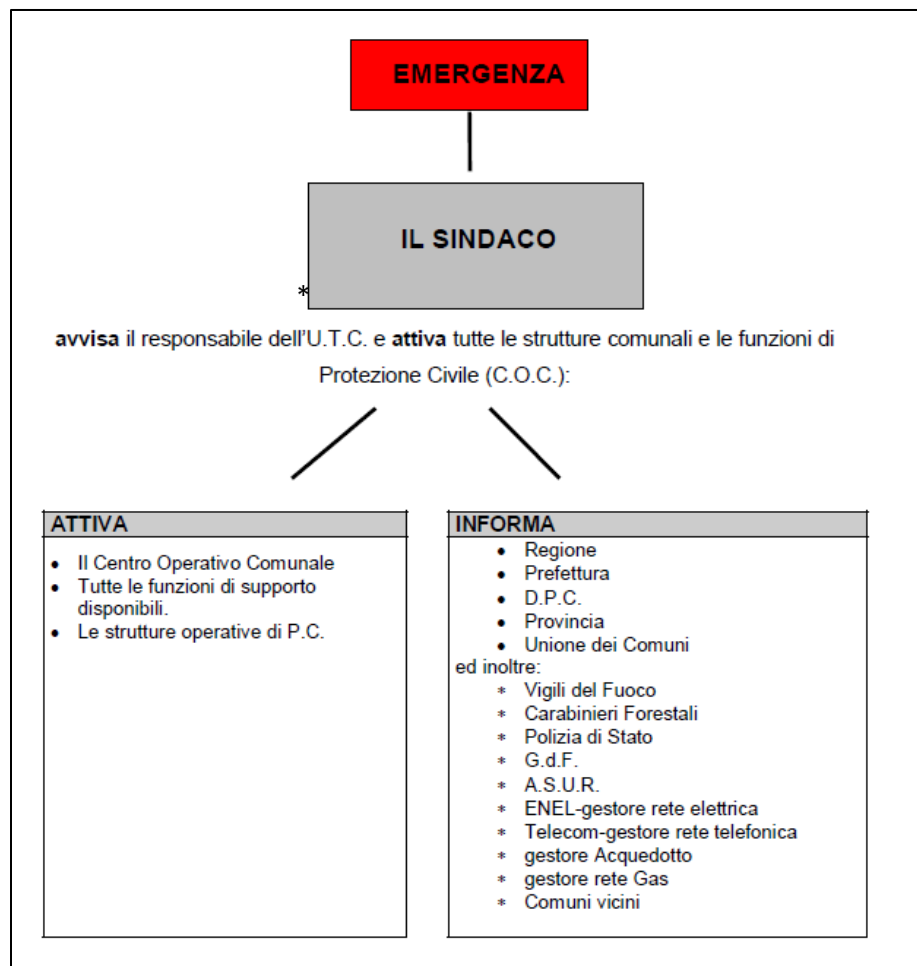 EMERGENZA
IL SINDACO
*
avvisa il responsabile dell'U.T.C. e attiva tutte le strutture comunali e le funzioni di
Protezione Civile (C.O.C.):
ATTIVA
• Il Centro Operativo Comunale
• Tutte le funzioni di supporto
disponibili.
• Le strutture operative di P.C.
INFORMA
• Regione
• Prefettura
• D.P.C.
• Provincia
• Unione dei Comuni
ed inoltre:
* Vigili del Fuoco
* Carabinieri Forestali
* Polizia di Stato
* G.d.F.
* A.S.U.R.
* ENEL-gestore rete elettrica
* Telecom-gestore rete telefonica
* gestore Acquedotto
* gestore rete Gas
* Comuni vicini